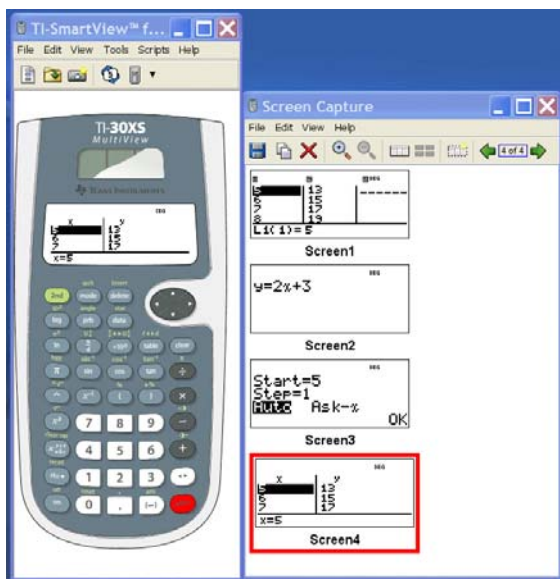 TI-SmartView™ f...
File Edit View Tools Scripts Help
TI-30XS
MultiView
TEXAS INSTRUMENTS
DEG
x y
5 13
6 15
7 17
x=5
2nd mode delete
log prb data
ln table clear
π sin cos tan ÷
^ ( ) ×
7 8 9 −
4 5 6 +
1 2 3
0 . (−)
Screen Capture
File Edit View Help
4 of 4
DEG
5 13 ------
6 15
7 17
8 19
L1(1)=5
Screen1
DEG
y=2x+3
Screen2
DEG
Start=5
Step=1
Auto Ask-x
OK
Screen3
DEG
x y
5 13
6 15
7 17
x=5
Screen4